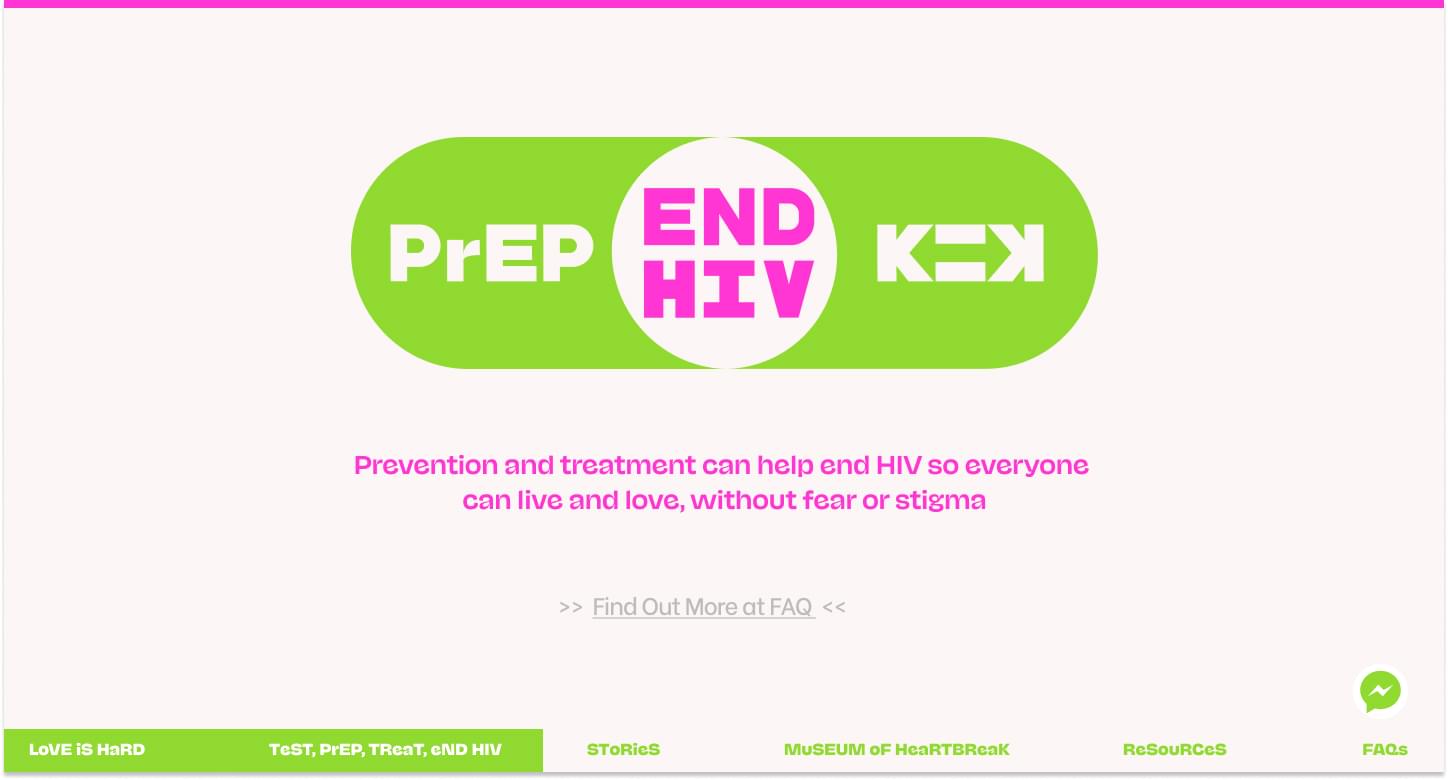 PrEP
END
HIV
K=K
Prevention and treatment can help end HIV so everyone
can live and love, without fear or stigma
>> Find Out More at FAQ <<
LoVE iS HaRD
TeST, PrEP, TReaT, eND HIV
SToRieS
MuSEUM oF HeaRTBReaK
ReSouRCeS
FAQs